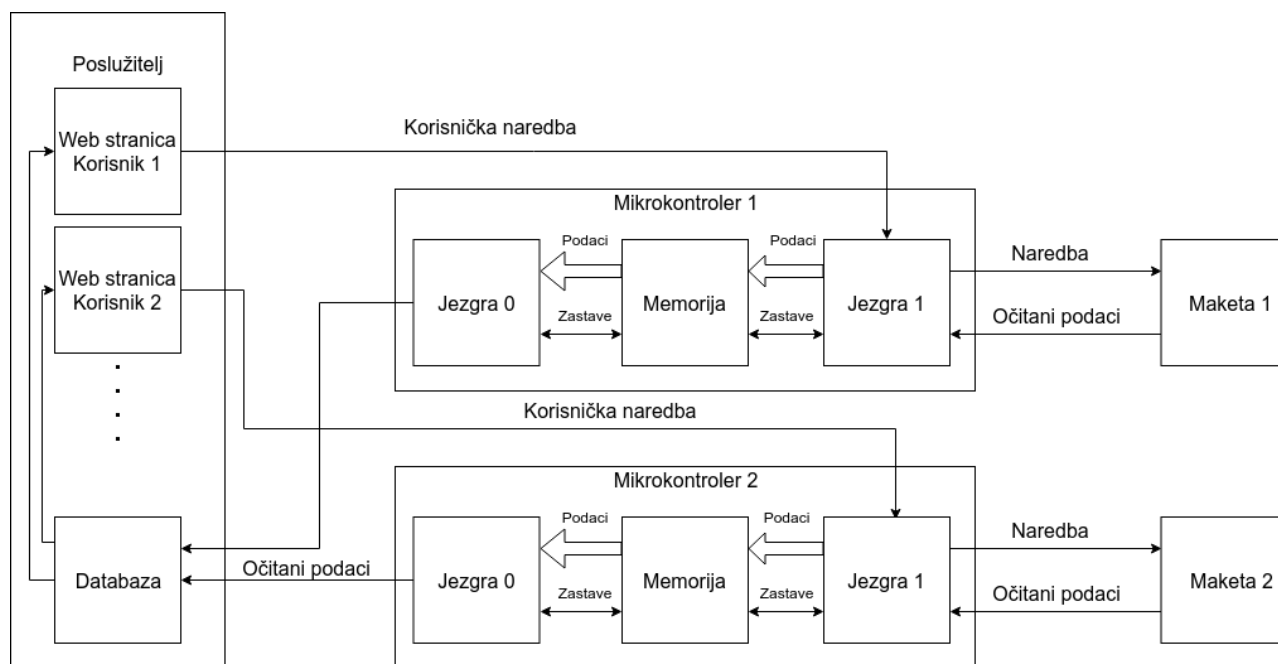 Poslužitelj
Web stranica
Korisnik 1
Korisnička naredba
Mikrokontroler 1
Web stranica
Korisnik 2
Podaci
Podaci
Naredba
Jezgra 0
Memorija
Jezgra 1
Maketa 1
Zastave
Zastave
Očitani podaci
Korisnička naredba
Mikrokontroler 2
Podaci
Podaci
Naredba
Databaza
Očitani podaci
Jezgra 0
Memorija
Jezgra 1
Maketa 2
Zastave
Zastave
Očitani podaci